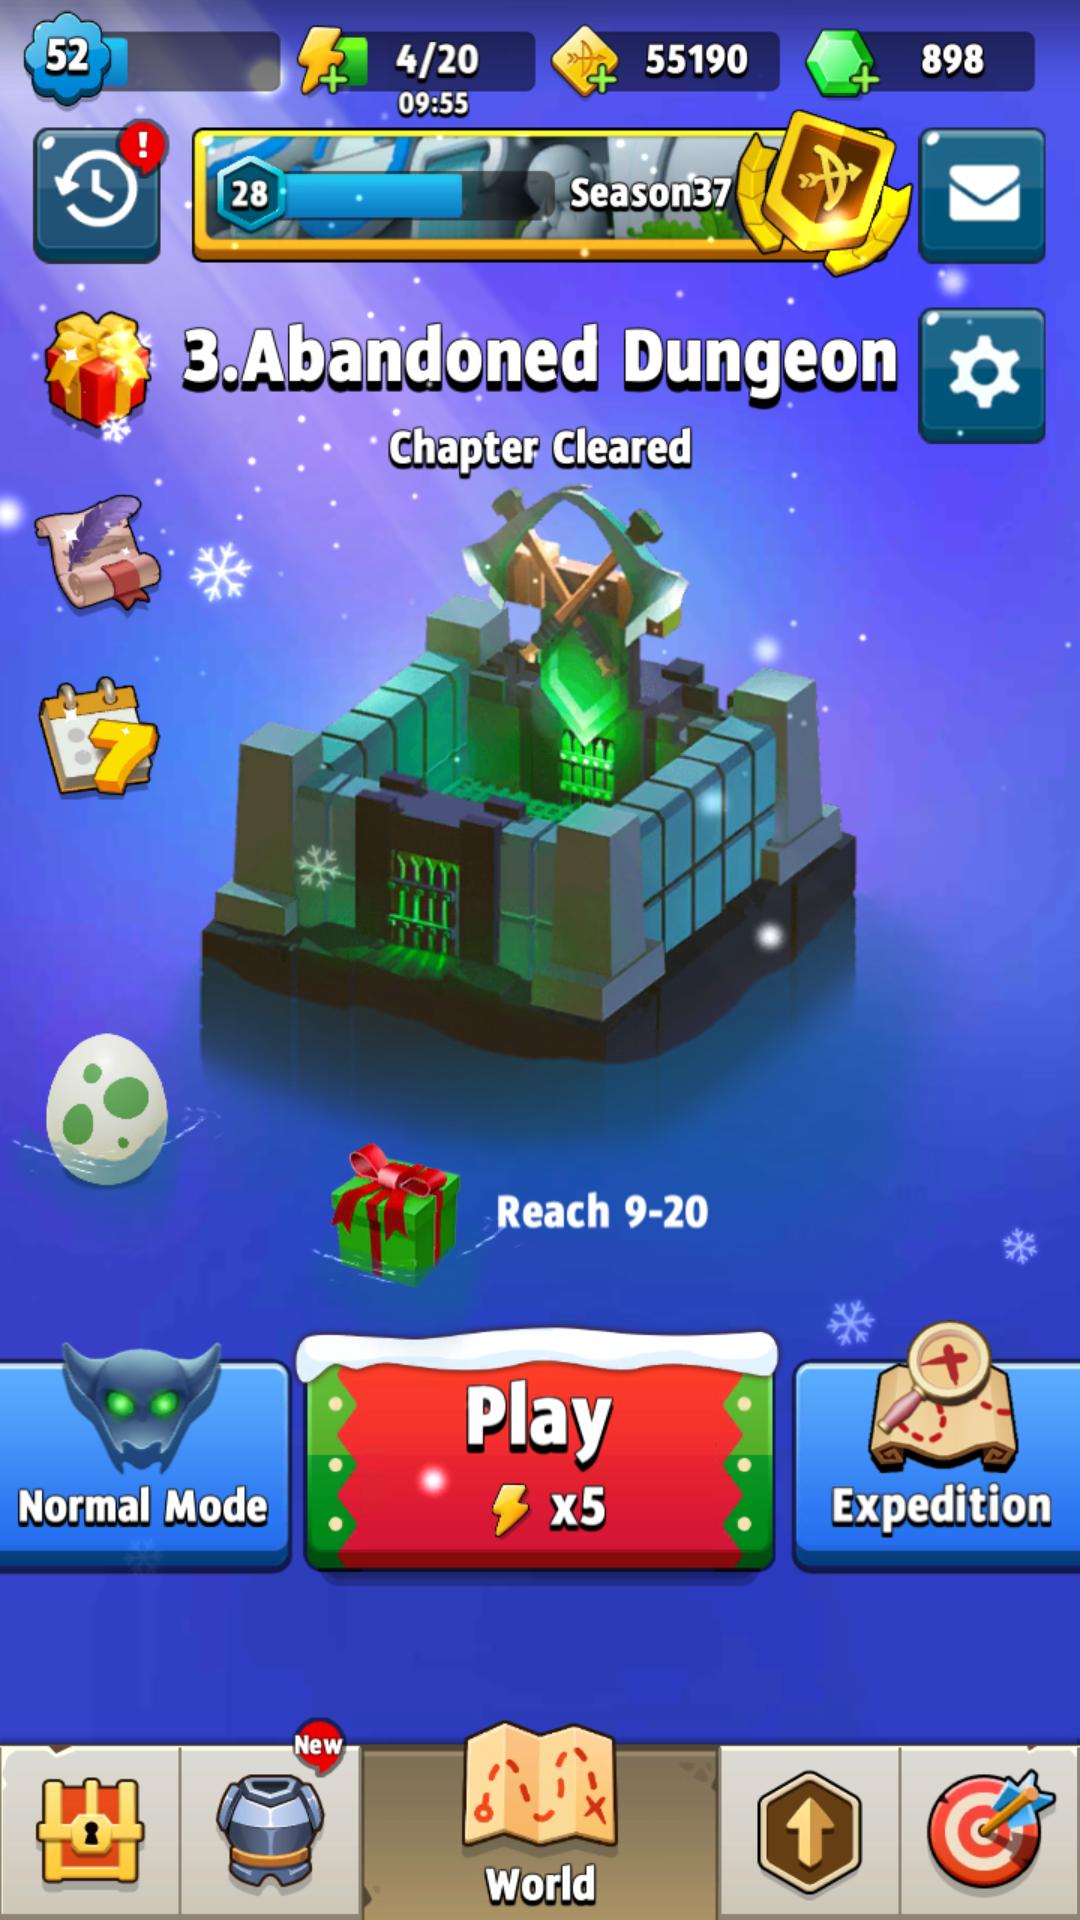 52
4/20
55190
898
09:55
!
28
Season37
3.Abandoned Dungeon
Chapter Cleared
7
Reach 9-20
Play
x5
Normal Mode
Expedition
New
World